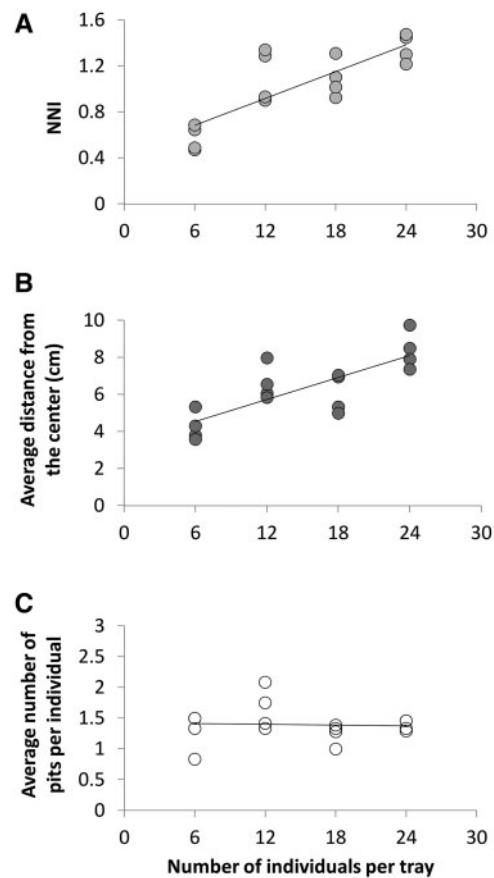 A
1.6
1.2
0.8
0.4
0
NNI
0 6 12 18 24 30
B
10
8
6
4
2
0
Average distance from
the center (cm)
0 6 12 18 24 30
C
3
2.5
2
1.5
1
0.5
0
Average number of
pits per individual
0 6 12 18 24 30
Number of individuals per tray